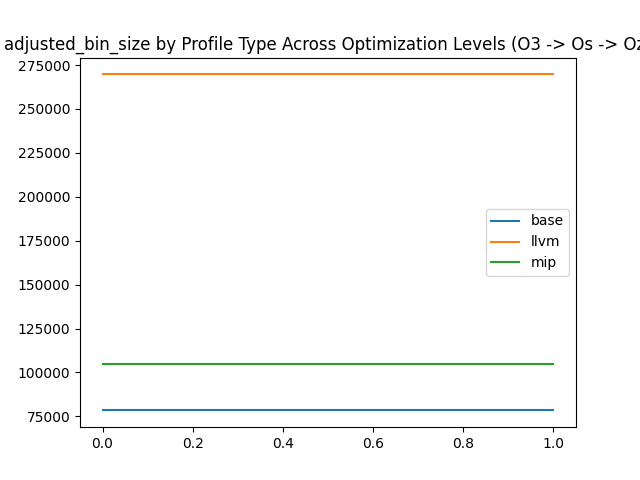 adjusted_bin_size by Profile Type Across Optimization Levels (O3 -> Os -> Oz
275000
250000
225000
200000
175000
150000
125000
100000
75000
base
llvm
mip
0.0 0.2 0.4 0.6 0.8 1.0